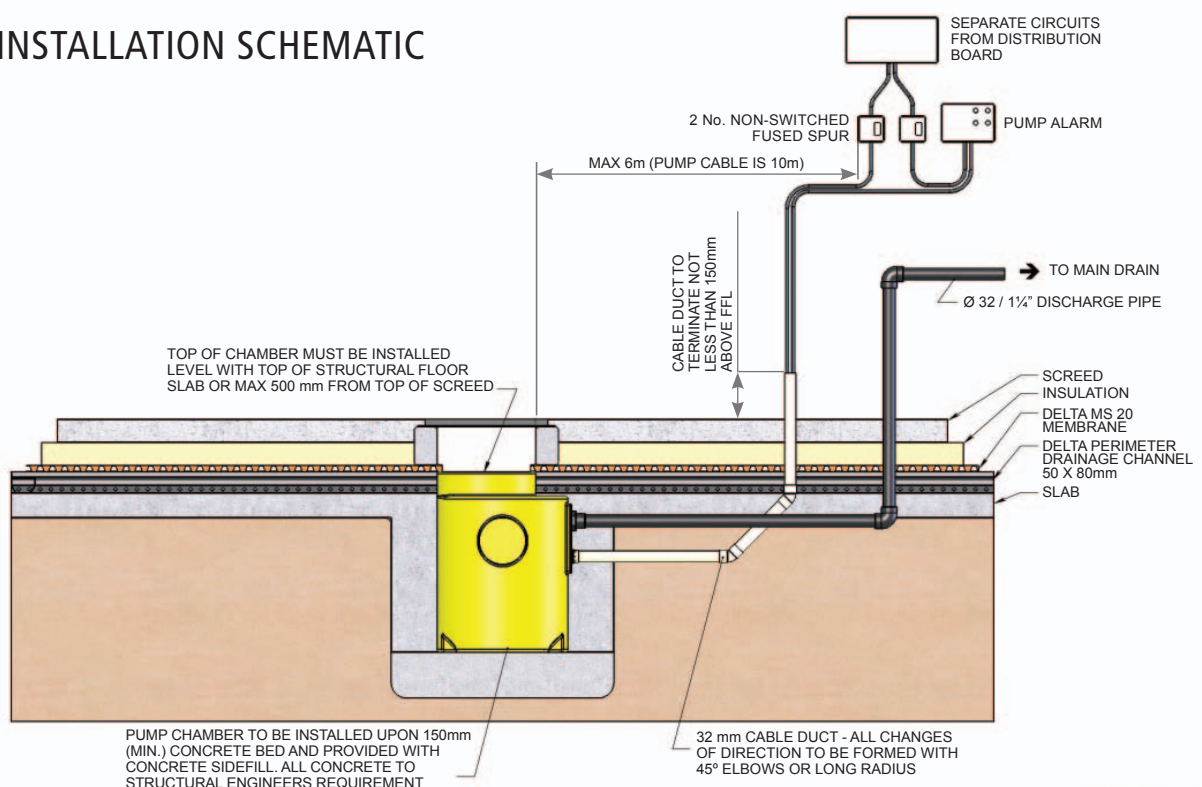 INSTALLATION SCHEMATIC
SEPARATE CIRCUITS
FROM DISTRIBUTION
BOARD
2 No. NON-SWITCHED
FUSED SPUR
PUMP ALARM
MAX 6m (PUMP CABLE IS 10m)
CABLE DUCT TO
TERMINATE NOT
LESS THAN 150mm
ABOVE FFL
TO MAIN DRAIN
Ø 32 / 1¼" DISCHARGE PIPE
TOP OF CHAMBER MUST BE INSTALLED
LEVEL WITH TOP OF STRUCTURAL FLOOR
SLAB OR MAX 500 mm FROM TOP OF SCREED
SCREED
INSULATION
DELTA MS 20
MEMBRANE
DELTA PERIMETER
DRAINAGE CHANNEL
50 X 80mm
SLAB
PUMP CHAMBER TO BE INSTALLED UPON 150mm
(MIN.) CONCRETE BED AND PROVIDED WITH
CONCRETE SIDEFILL. ALL CONCRETE TO
STRUCTURAL ENGINEERS REQUIREMENT
32 mm CABLE DUCT - ALL CHANGES
OF DIRECTION TO BE FORMED WITH
45º ELBOWS OR LONG RADIUS